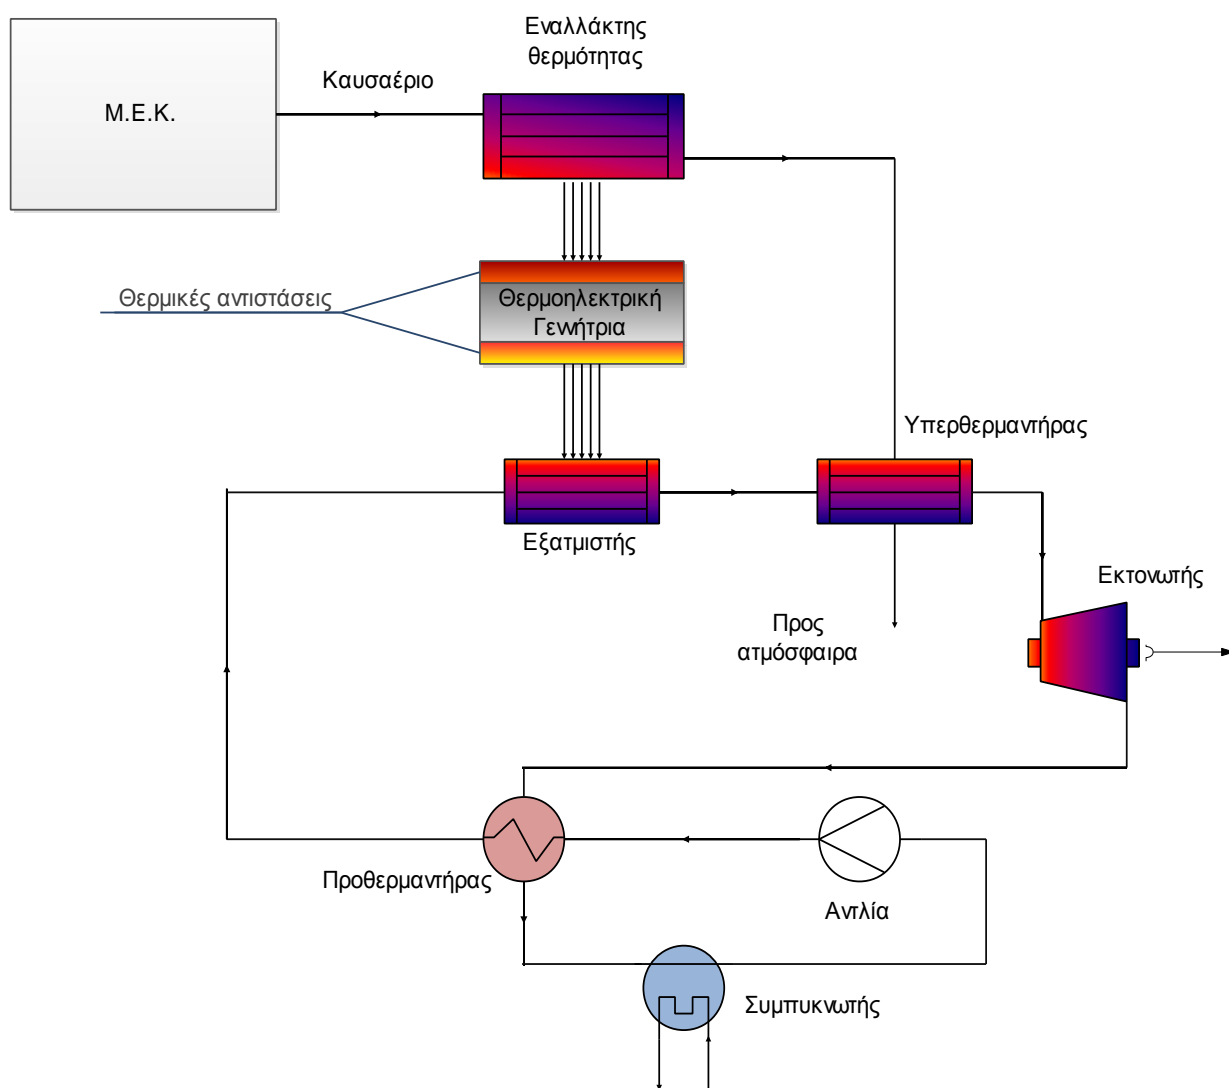 Εναλλάκτης
θερμότητας
Καυσαέριο
Μ.Ε.Κ.
Θερμικές αντιστάσεις
Θερμοηλεκτρική
Γεννήτρια
Υπερθερμαντήρας
Εξατμιστής
Εκτονωτής
Προς
ατμόσφαιρα
Προθερμαντήρας
Αντλία
Συμπυκνωτής